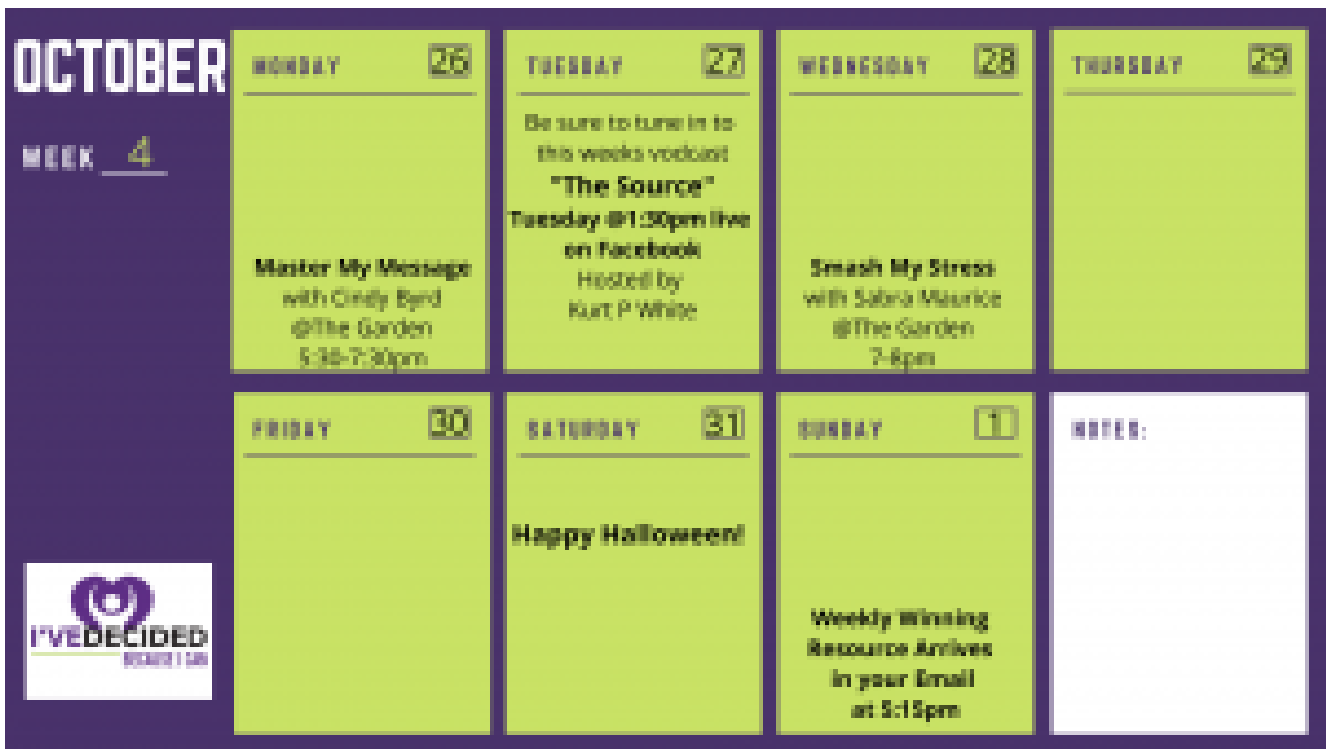 OCTOBER
WEEK 4
MONDAY 26
Master My Message
with Cindy Byrd
@The Garden
5:30-7:30pm
TUESDAY 27
Be sure to tune in to
this weeks vodcast
"The Source"
Tuesday @1:30pm live
on Facebook
Hosted by
Kurt P White
WEDNESDAY 28
Smash My Stress
with Sabra Maurice
@The Garden
7-8pm
THURSDAY 29
FRIDAY 30
SATURDAY 31
Happy Halloween!
SUNDAY 1
Weekly Winning
Resource Arrives
in your Email
at 5:15pm
NOTES:
I'VEDECIDED
BECAUSE I CAN